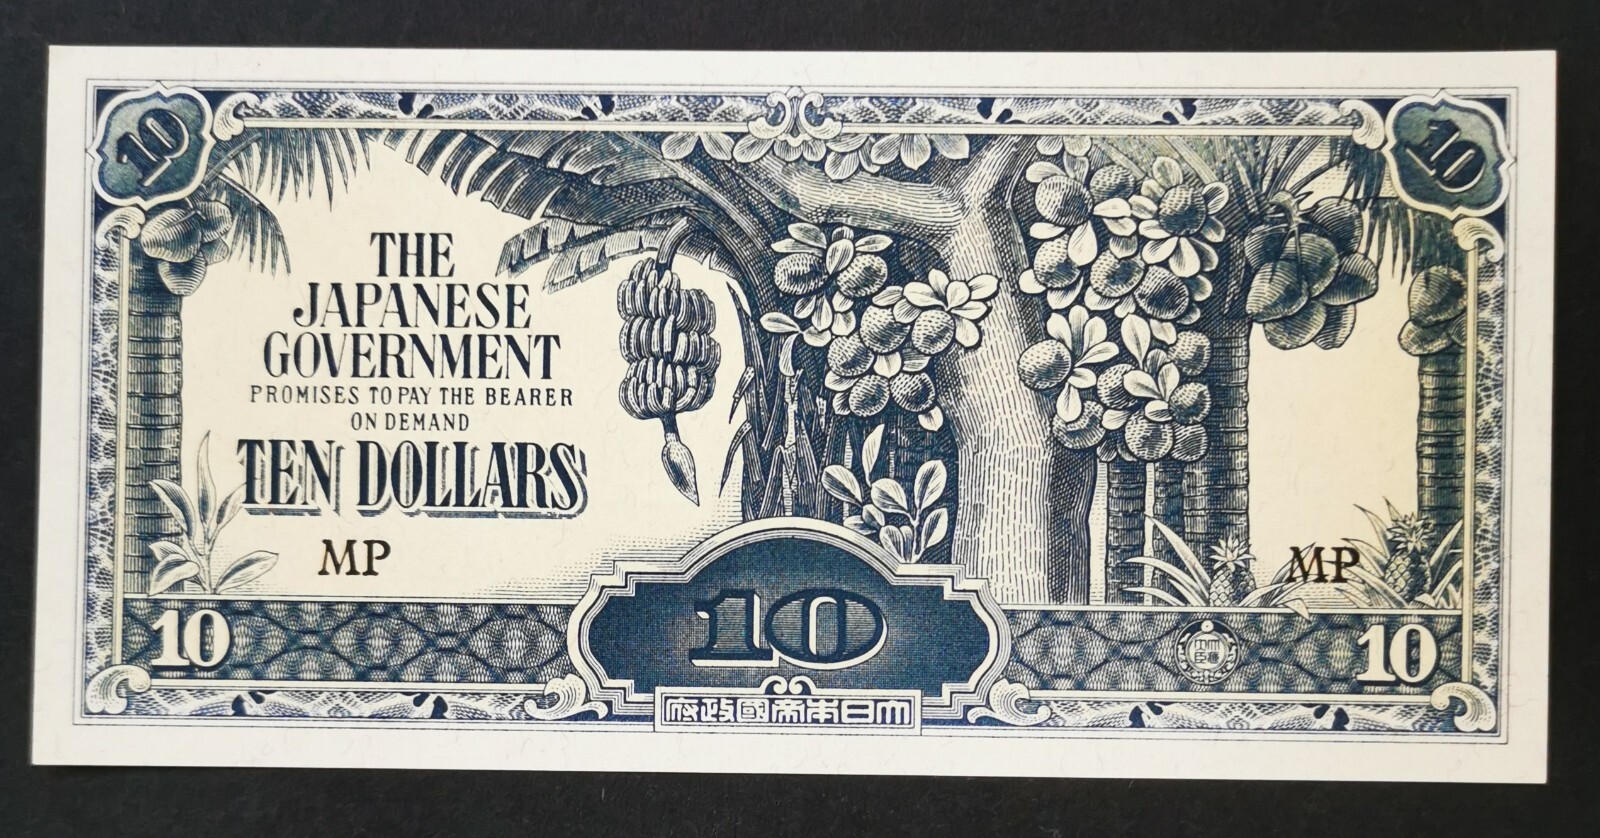 10
10
THE
JAPANESE
GOVERNMENT
PROMISES TO PAY THE BEARER
ON DEMAND
TEN DOLLARS
MP
MP
10
10
10
府政國帝本日大